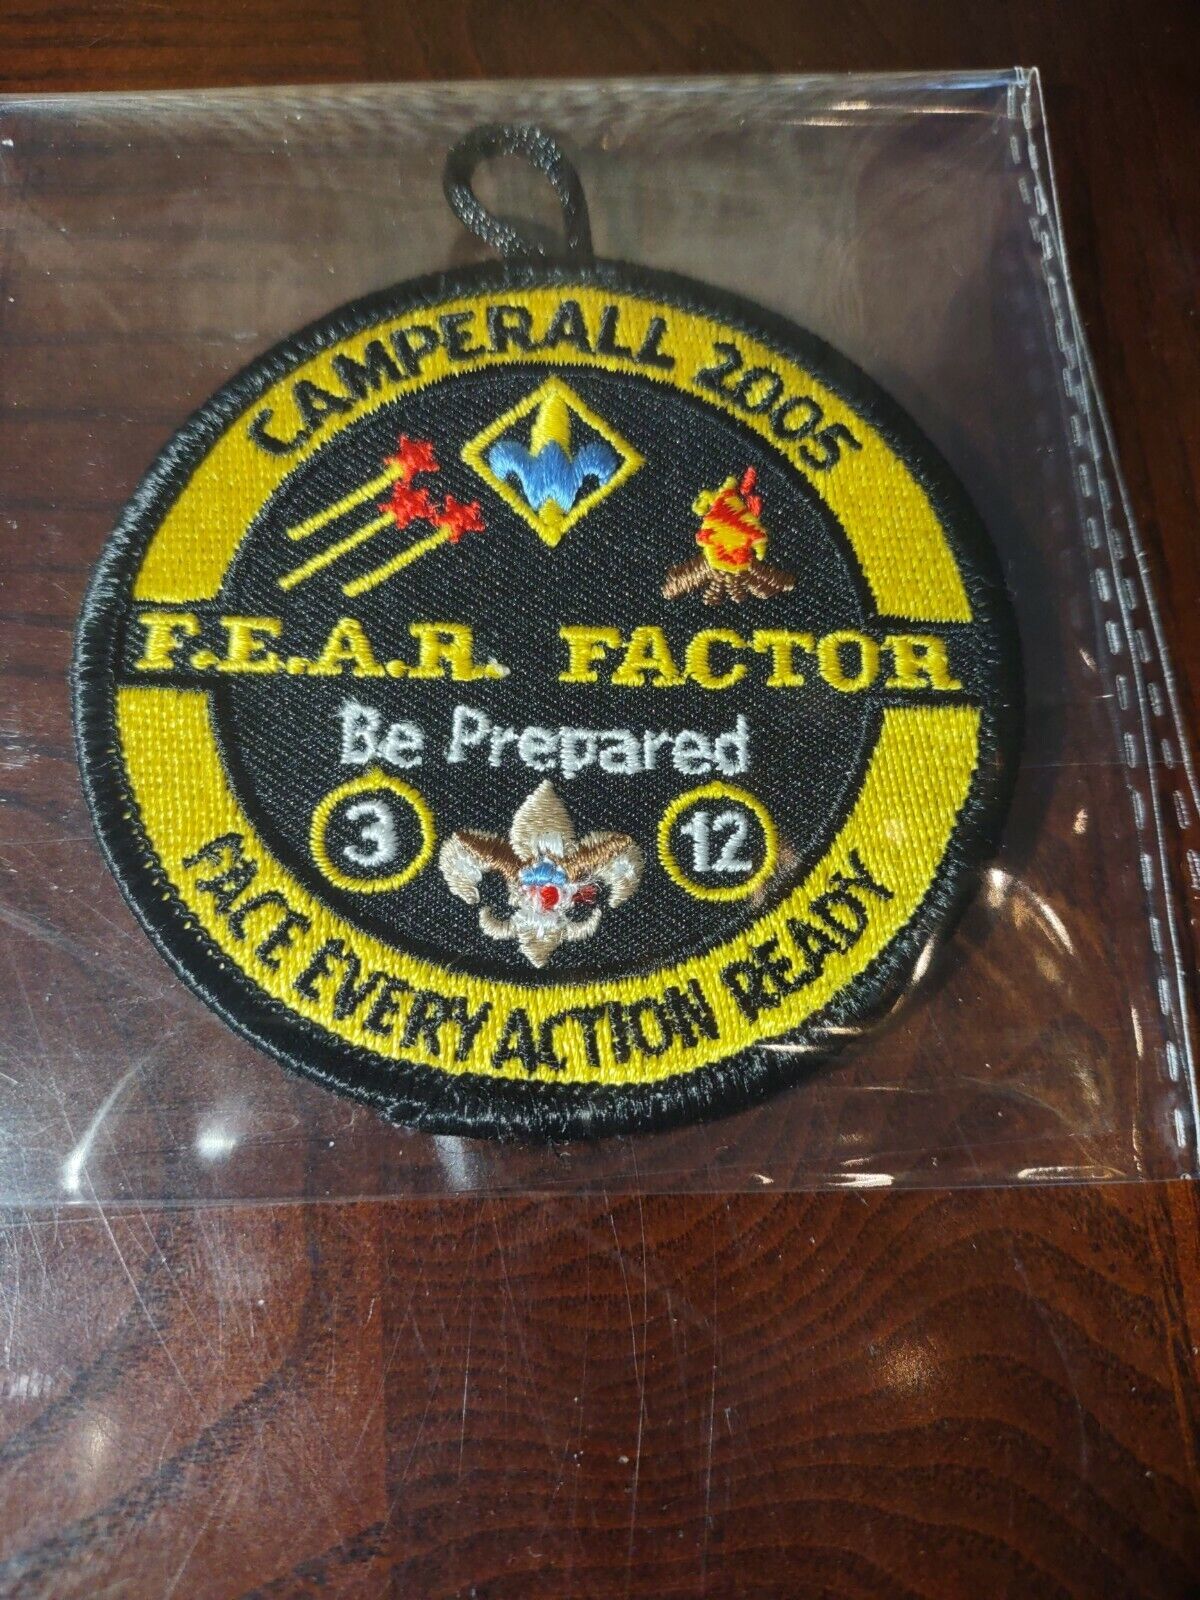 CAMPERALL 2005
F.E.A.R. FACTOR
Be Prepared
3
12
FACE EVERY ACTION READY